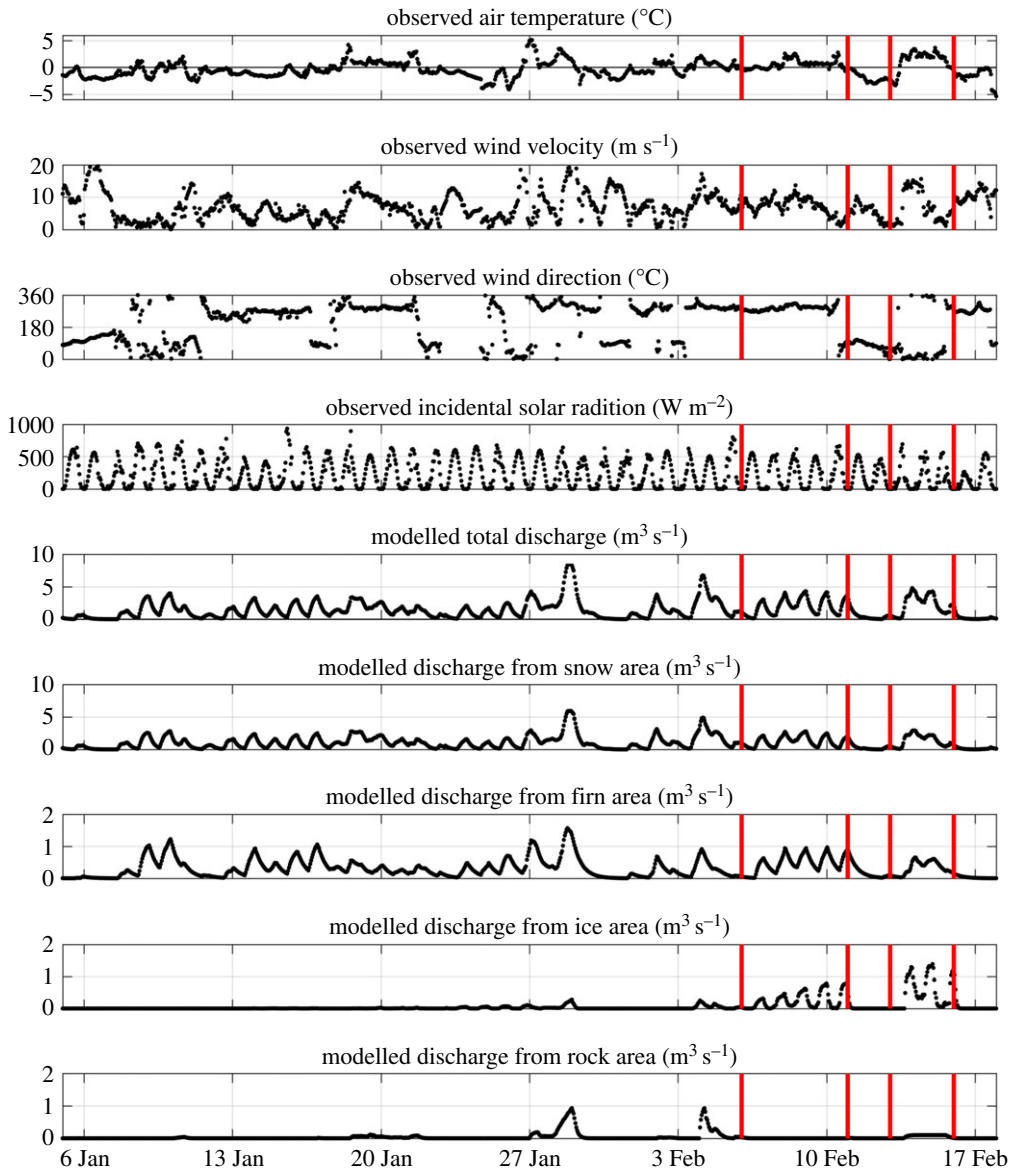 observed air temperature (°C)
5
0
–5
observed wind velocity (m s–1)
20
10
0
observed wind direction (°C)
360
180
0
observed incidental solar radition (W m–2)
1000
500
0
modelled total discharge (m3 s–1)
10
5
0
modelled discharge from snow area (m3 s–1)
10
5
0
modelled discharge from firn area (m3 s–1)
2
1
0
modelled discharge from ice area (m3 s–1)
2
1
0
modelled discharge from rock area (m3 s–1)
2
1
0
6 Jan 13 Jan 20 Jan 27 Jan 3 Feb 10 Feb 17 Feb